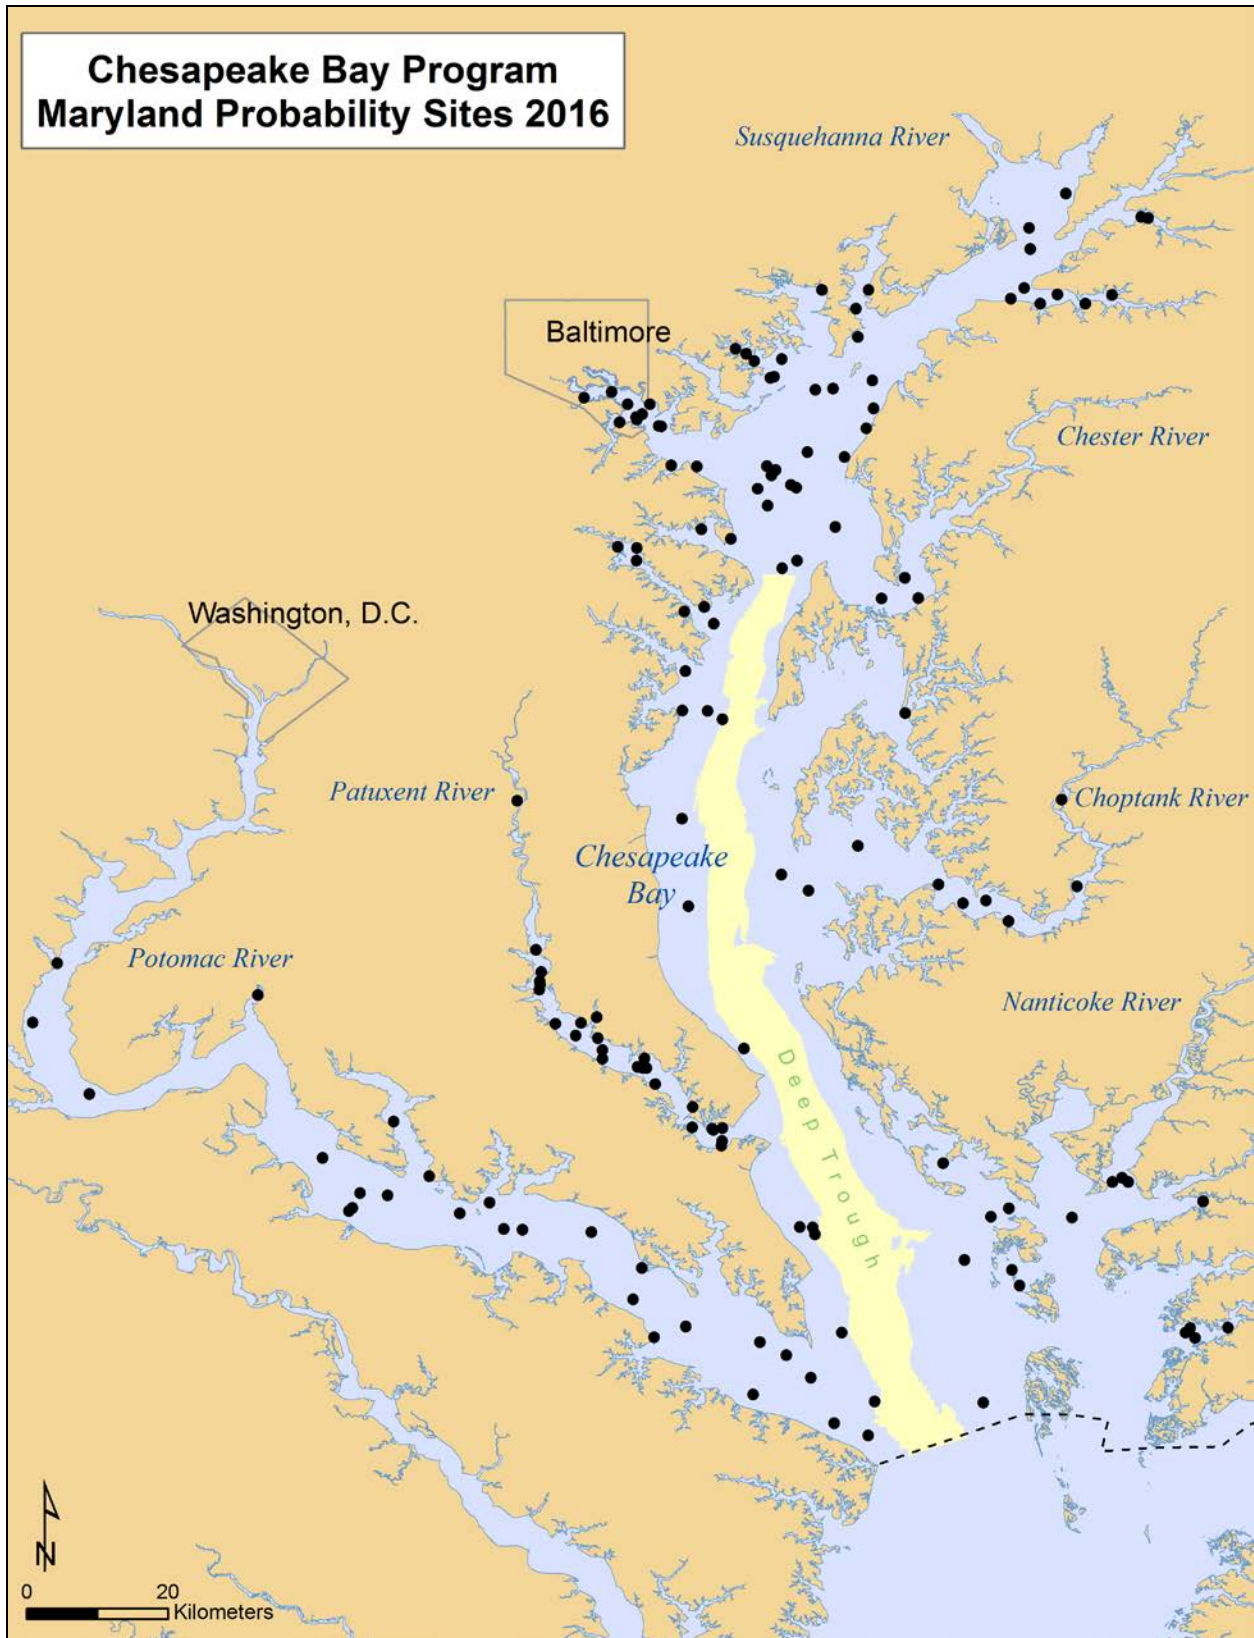 Chesapeake Bay Program
Maryland Probability Sites 2016
Susquehanna River
Baltimore
Chester River
Washington, D.C.
Patuxent River
Choptank River
Chesapeake
Bay
Potomac River
Nanticoke River
Deep Trough
N
0 20
Kilometers